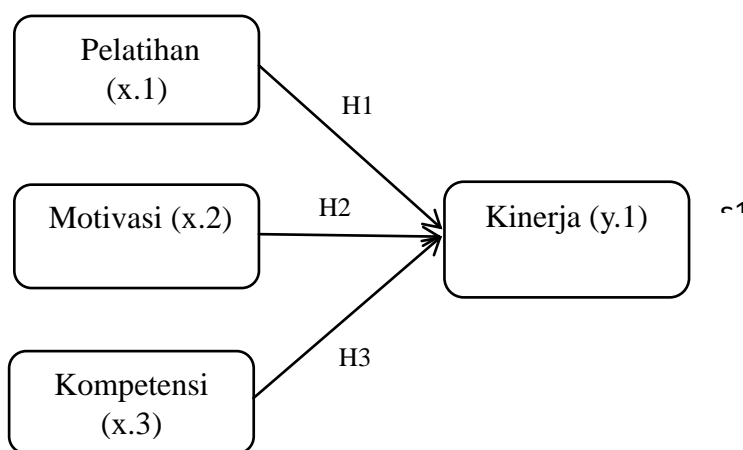 Pelatihan
(x.1)
H1
Motivasi (x.2)
H2
Kinerja (y.1)
H3
Kompetensi
(x.3)